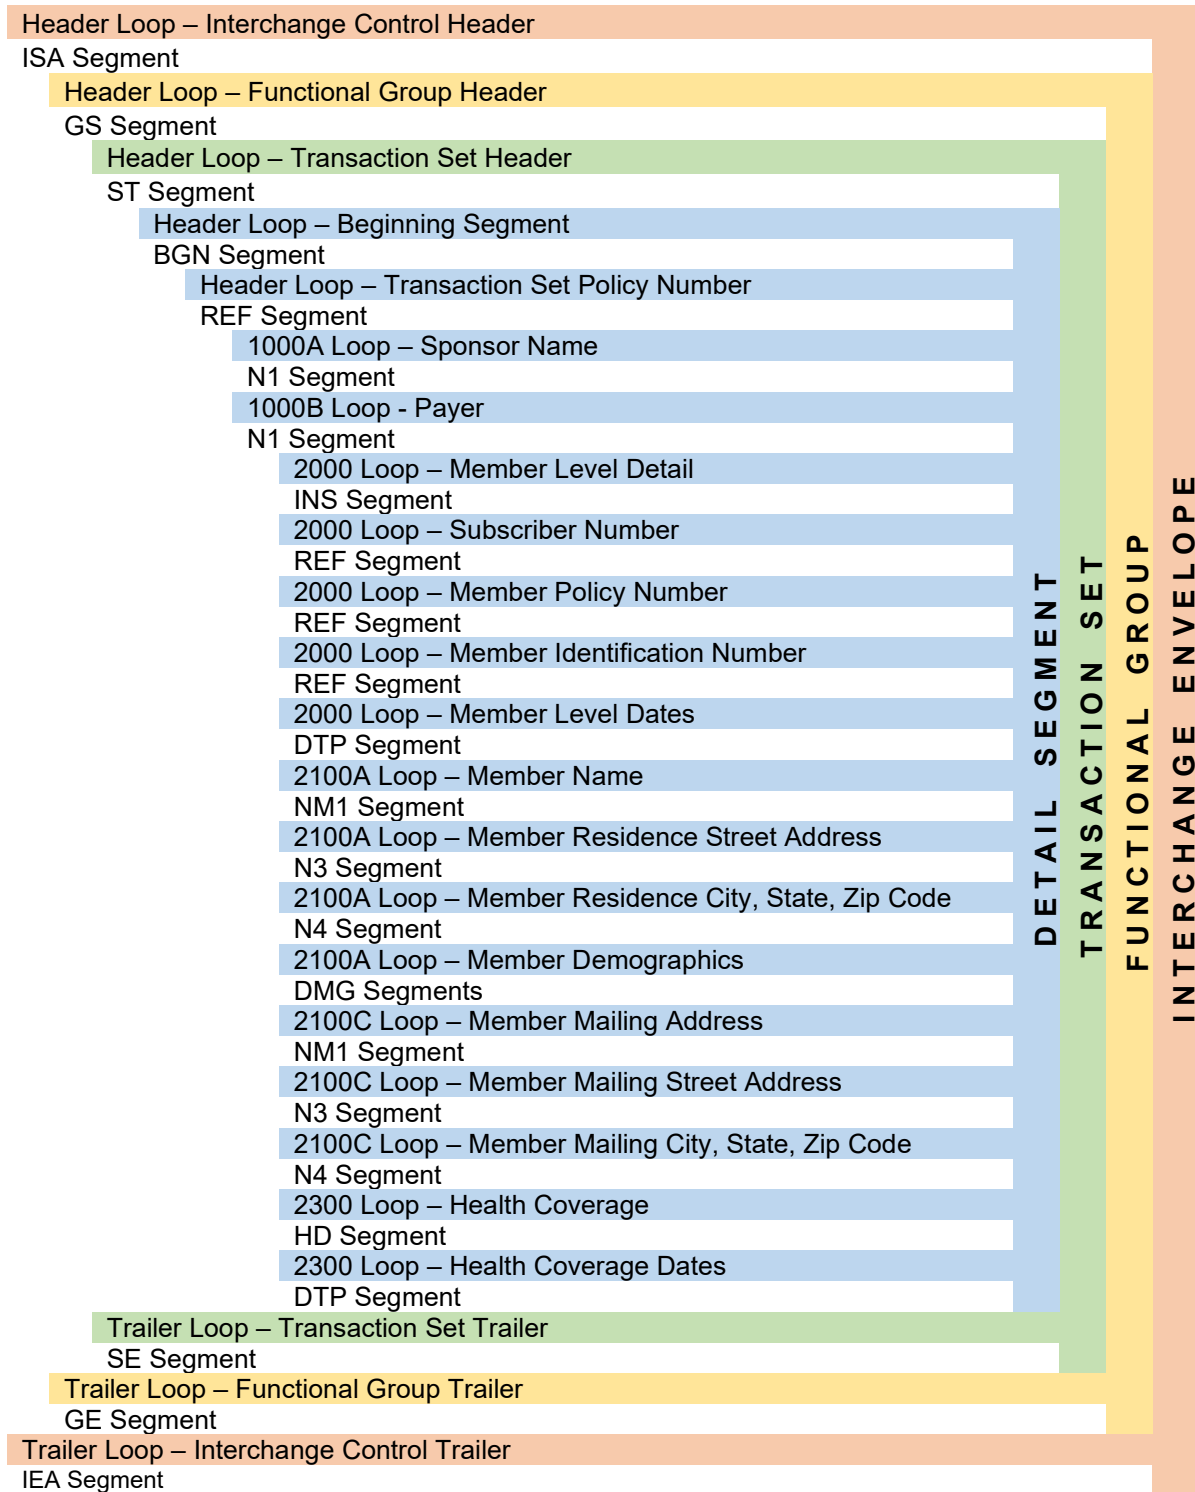 Header Loop – Interchange Control Header
ISA Segment
Header Loop – Functional Group Header
GS Segment
Header Loop – Transaction Set Header
ST Segment
Header Loop – Beginning Segment
BGN Segment
Header Loop – Transaction Set Policy Number
REF Segment
1000A Loop – Sponsor Name
N1 Segment
1000B Loop - Payer
N1 Segment
2000 Loop – Member Level Detail
INS Segment
2000 Loop – Subscriber Number
REF Segment
2000 Loop – Member Policy Number
REF Segment
2000 Loop – Member Identification Number
REF Segment
2000 Loop – Member Level Dates
DTP Segment
2100A Loop – Member Name
NM1 Segment
2100A Loop – Member Residence Street Address
N3 Segment
2100A Loop – Member Residence City, State, Zip Code
N4 Segment
2100A Loop – Member Demographics
DMG Segments
2100C Loop – Member Mailing Address
NM1 Segment
2100C Loop – Member Mailing Street Address
N3 Segment
2100C Loop – Member Mailing City, State, Zip Code
N4 Segment
2300 Loop – Health Coverage
HD Segment
2300 Loop – Health Coverage Dates
DTP Segment
Trailer Loop – Transaction Set Trailer
SE Segment
Trailer Loop – Functional Group Trailer
GE Segment
Trailer Loop – Interchange Control Trailer
IEA Segment
DETAIL SEGMENT
TRANSACTION SET
FUNCTIONAL GROUP
INTERCHANGE ENVELOPE